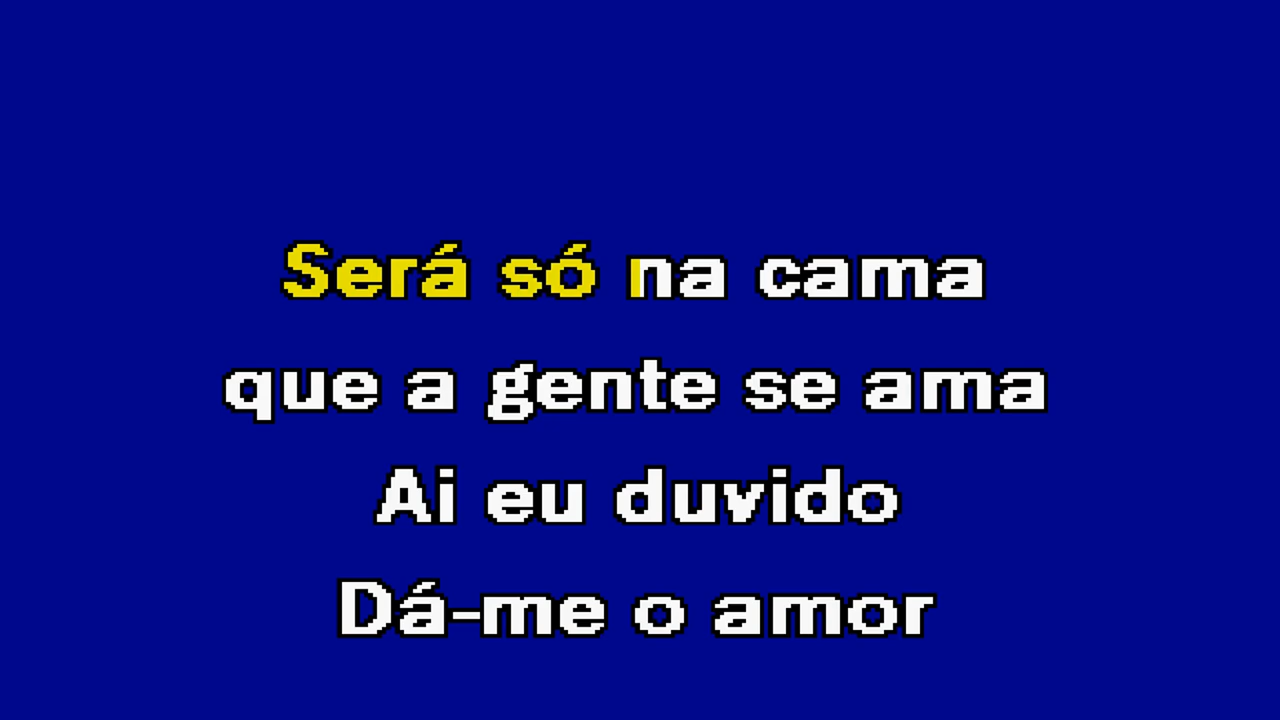 Será só na cama
que a gente se ama
Ai eu duvido
Dá-me o amor